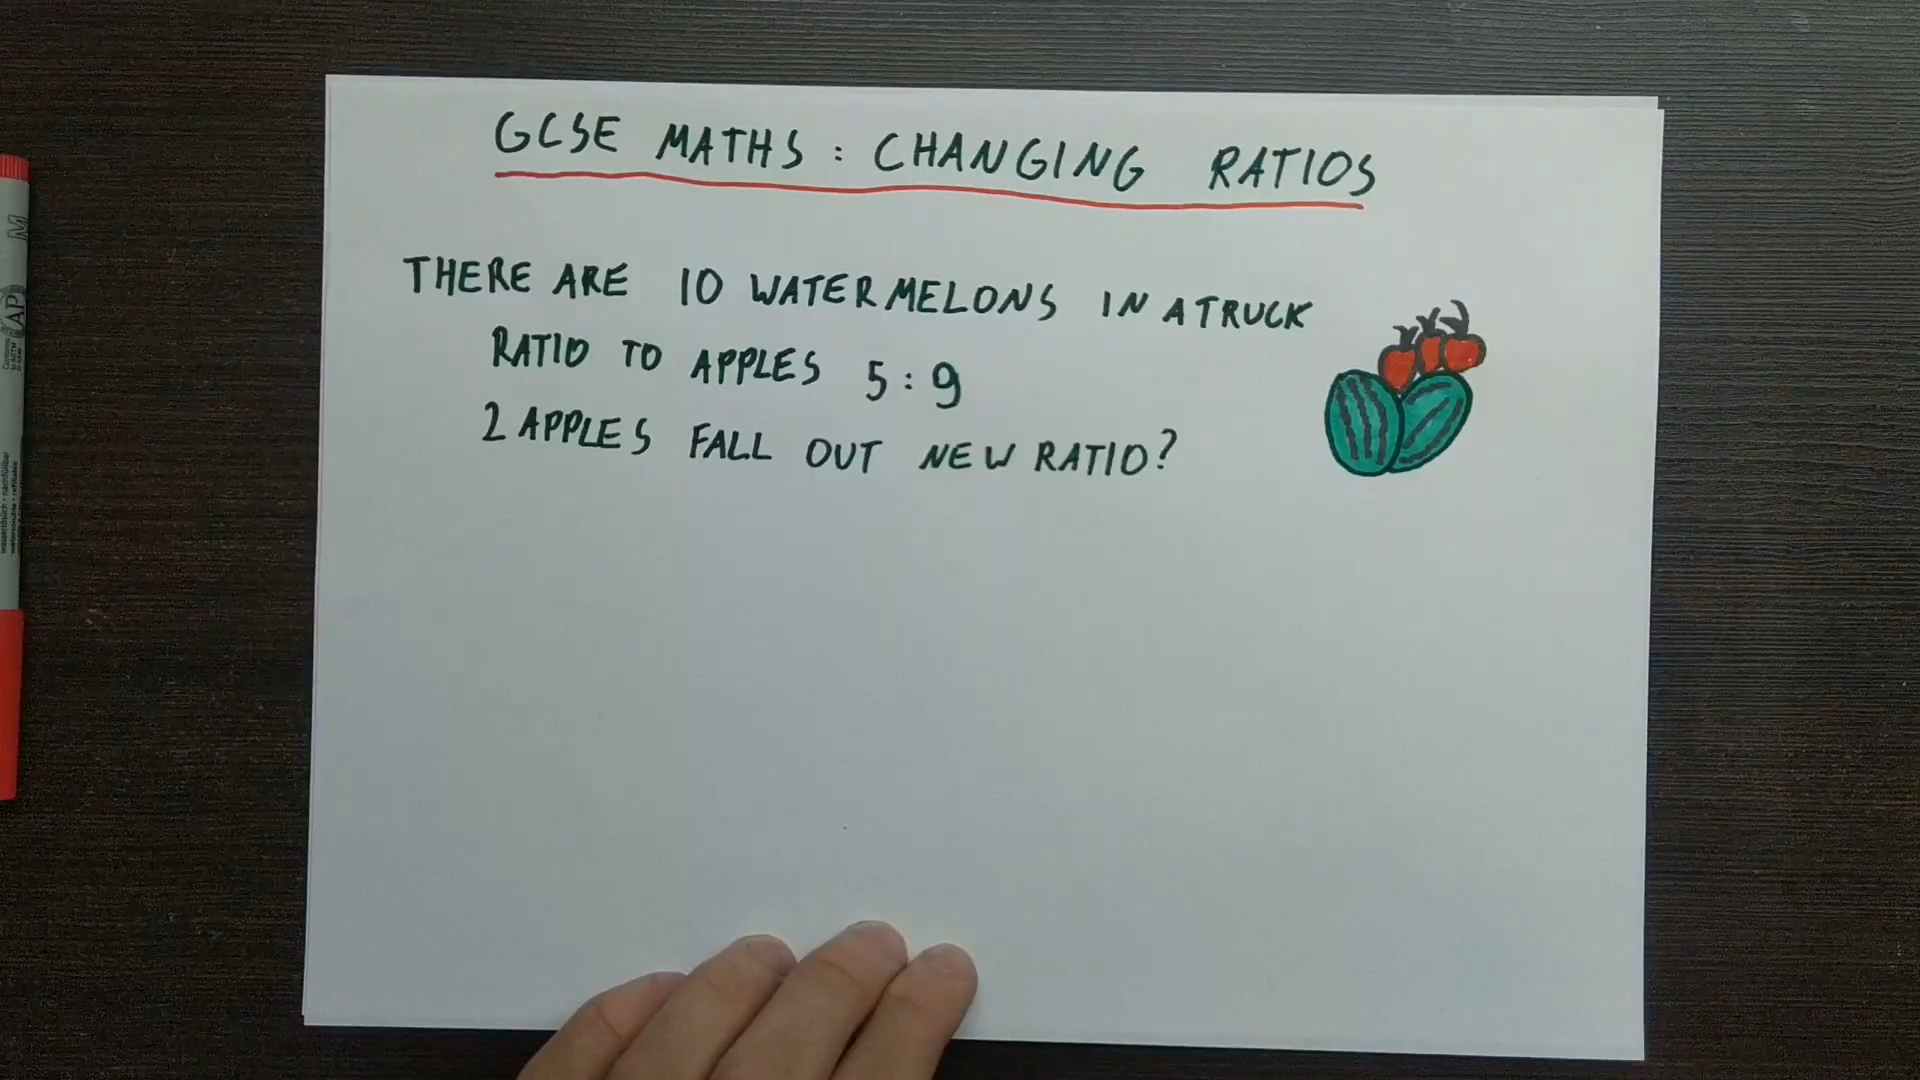 GCSE MATHS : CHANGING RATIOS
THERE ARE 10 WATERMELONS IN A TRUCK
RATIO TO APPLES 5 : 9
2 APPLES FALL OUT NEW RATIO?
M
AP